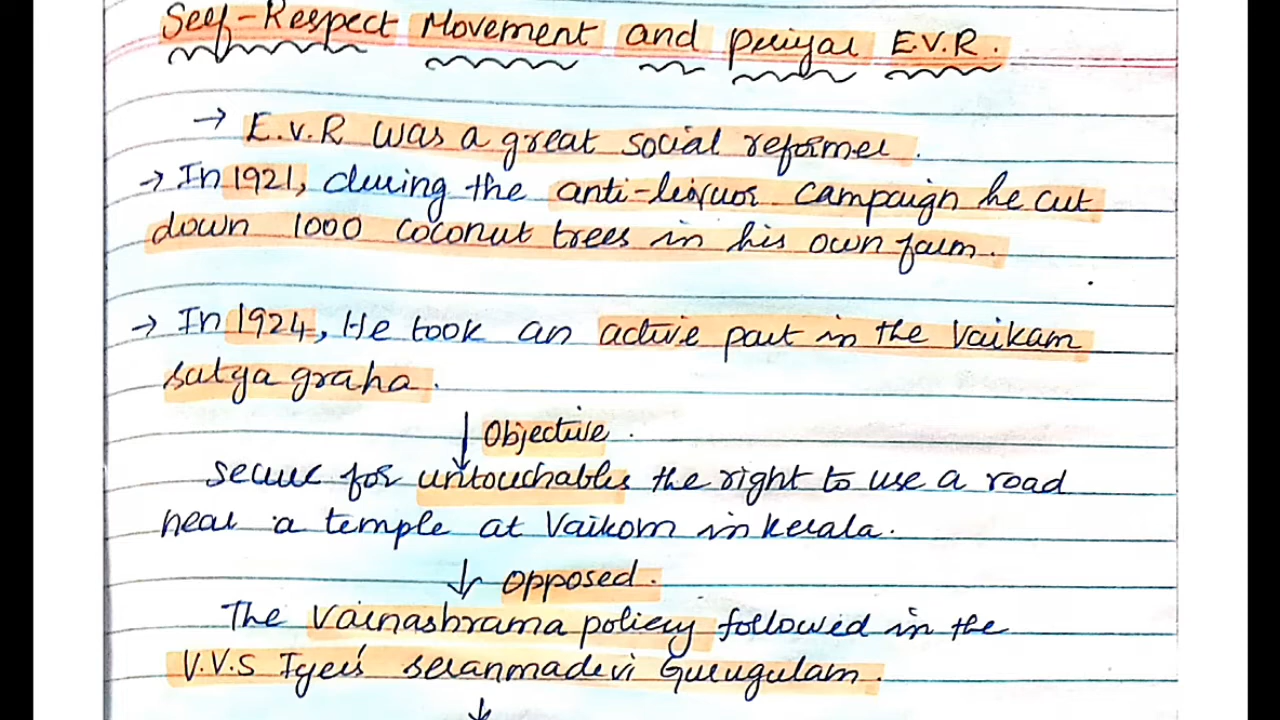 Self-Respect Movement and Periyar E.V.R.
→ E.V.R was a great social reformer.
→ In 1921, during the anti-liquor campaign he cut
down 1000 coconut trees in his own farm.
→ In 1924, He took an active part in the Vaikam
satya graha.
↓ Objective.
secure for untouchables the right to use a road
near a temple at Vaikom in kerala.
↓ opposed.
The Varnashrama policy followed in the
V.V.S Iyer's seranmadevi Gurugulam.
↓